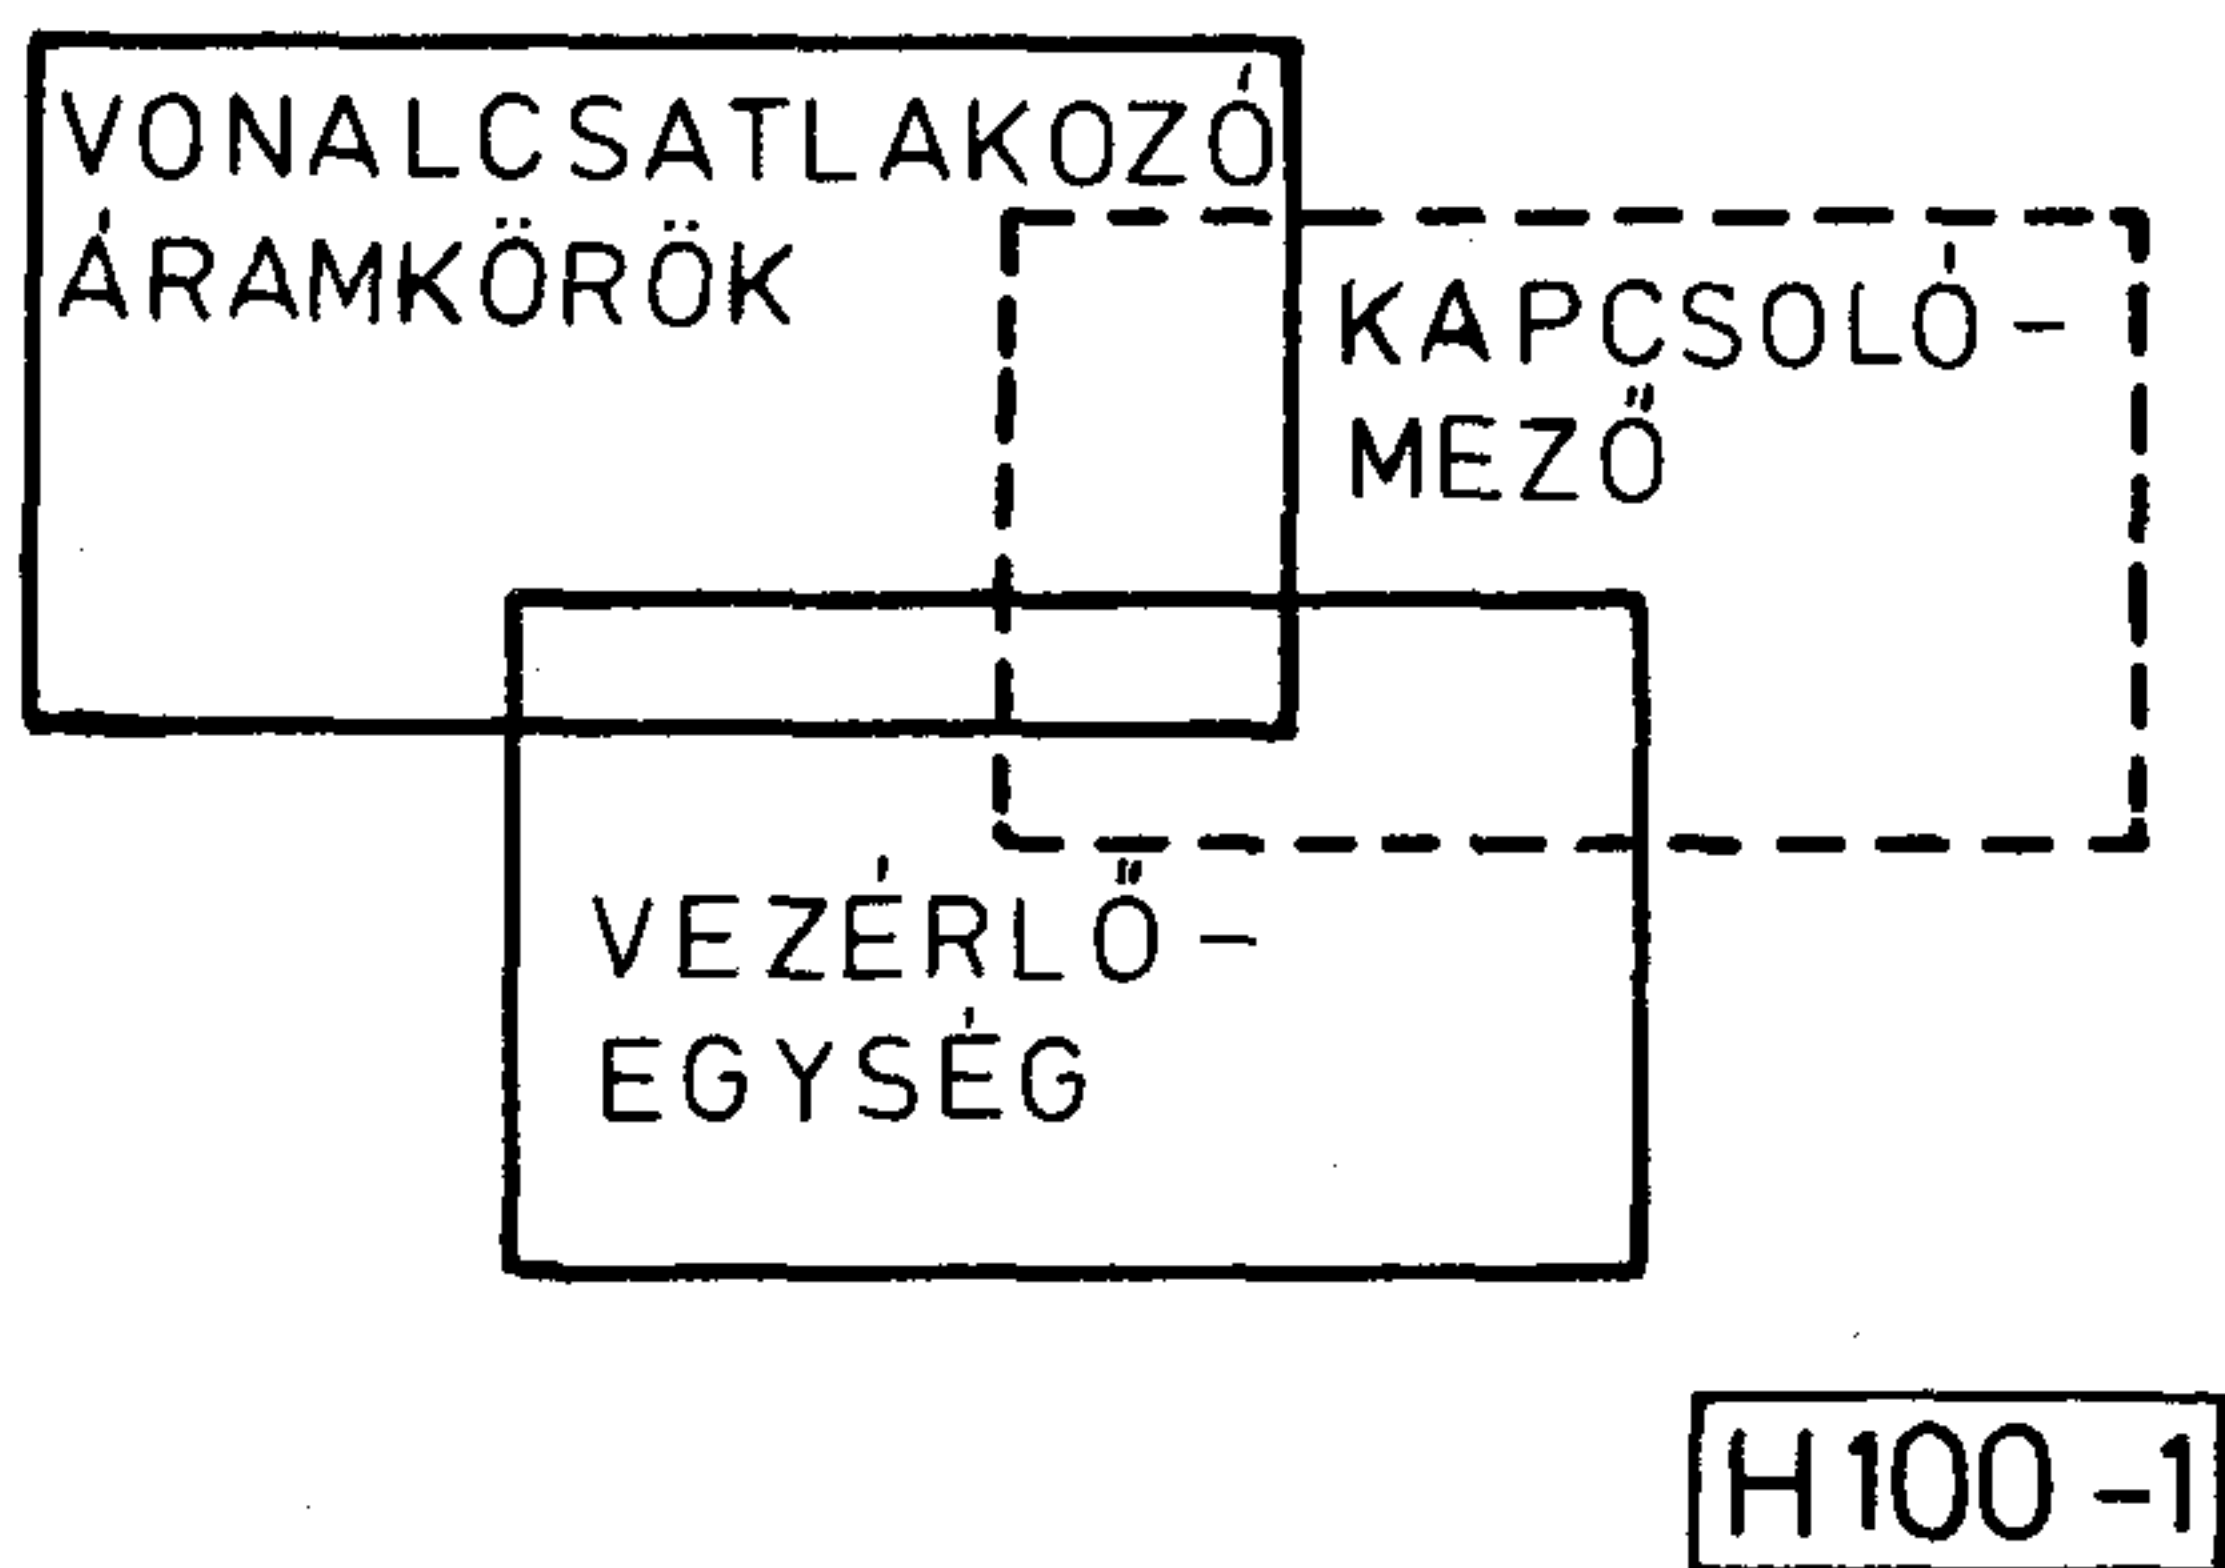 VONALCSATLAKOZÓ
ÁRAMKÖRÖK
KAPCSOLÓ-
MEZŐ
VEZÉRLŐ-
EGYSÉG
H100-1